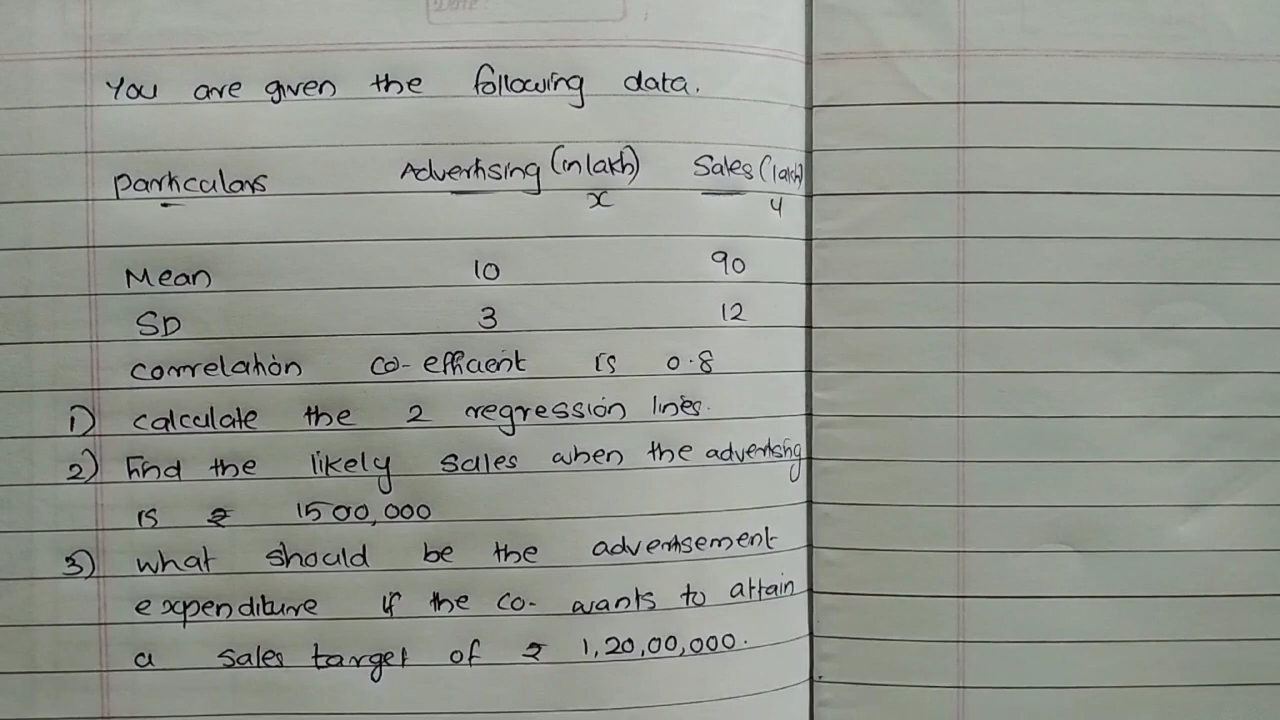 Date:
You are given the following data.
Particulars Advertising (in lakh) Sales (lakh)
x y
Mean 10 90
SD 3 12
correlation co-efficient is 0.8
1) calculate the 2 regression lines.
2) Find the likely sales when the advertising
is ₹ 1500,000
3) what should be the advertisement
expenditure if the co- wants to attain
a sales target of ₹ 1,20,00,000.